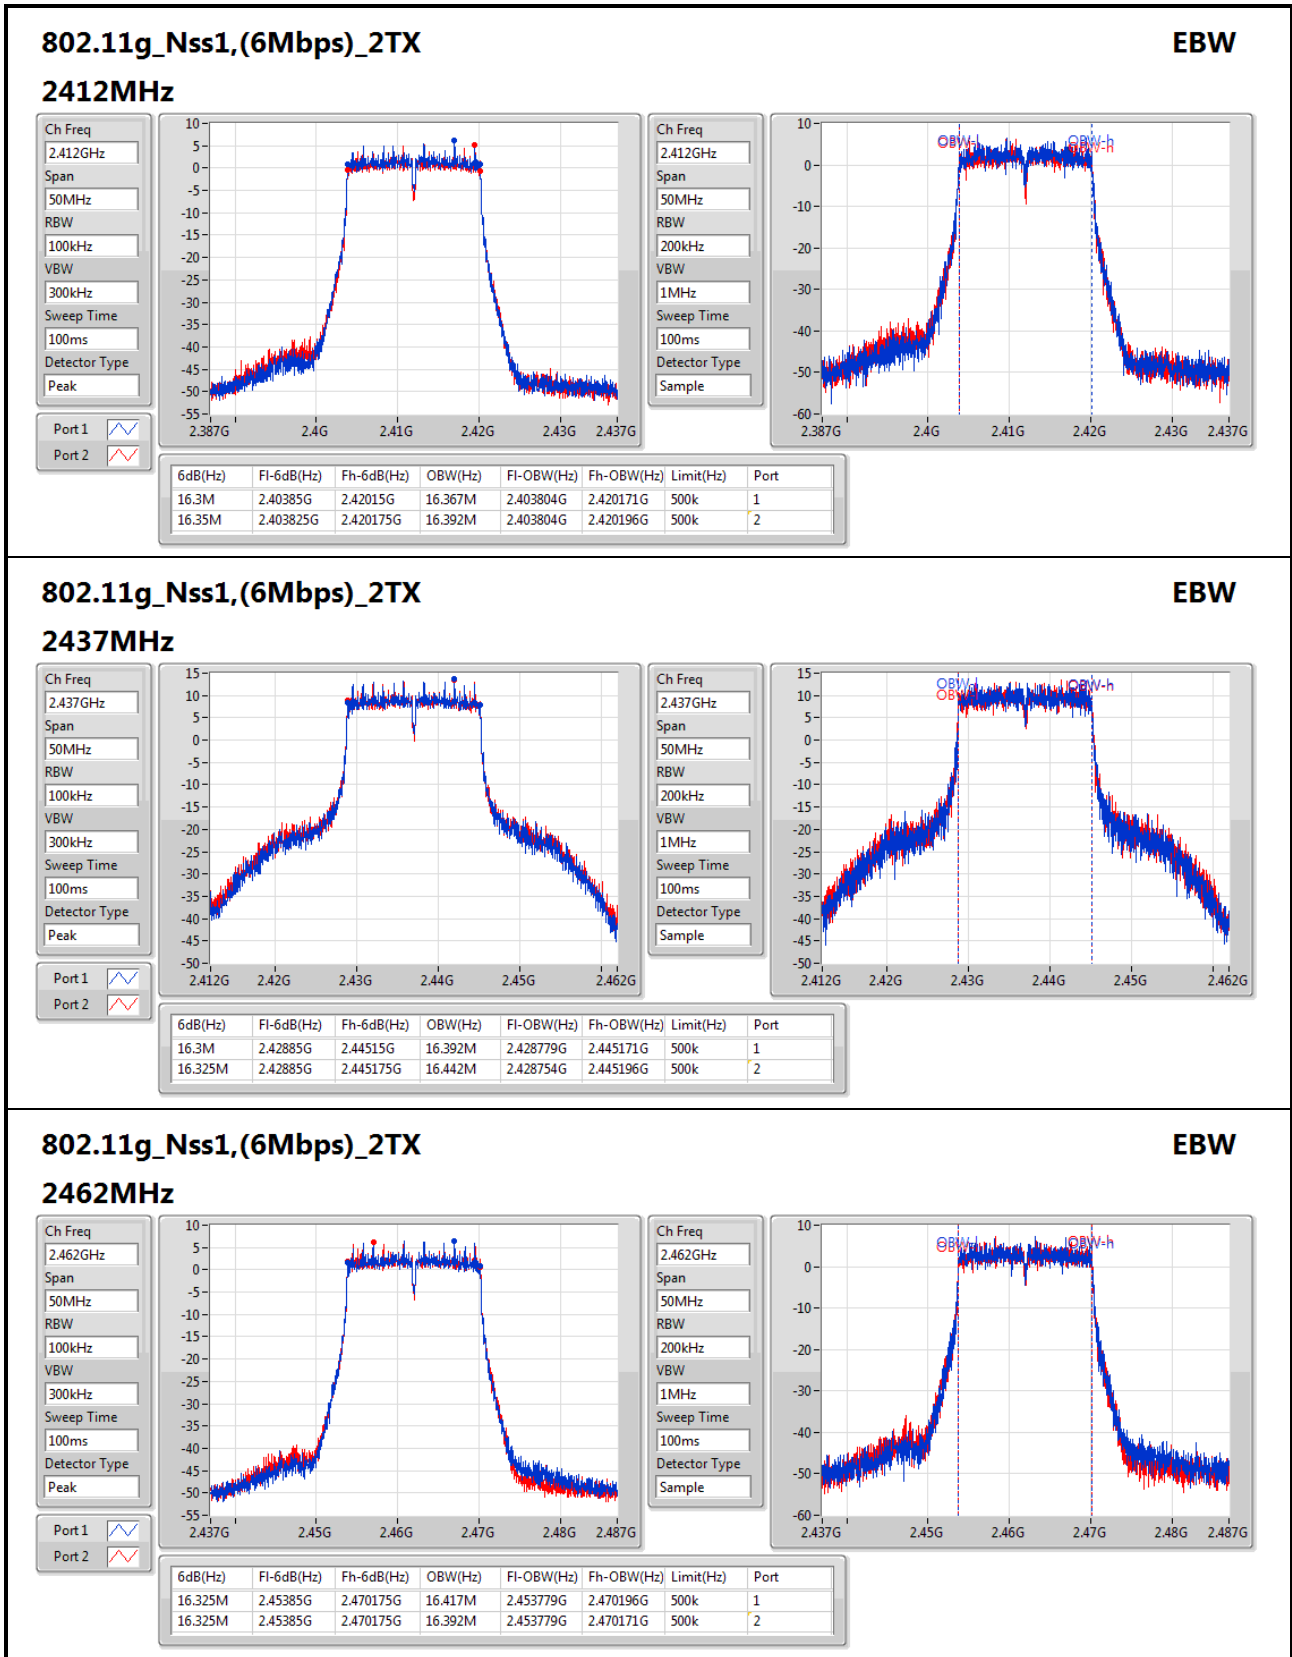 802.11g_Nss1,(6Mbps)_2TX EBW
2412MHz
Ch Freq
2.412GHz
Span
50MHz
RBW
100kHz
VBW
300kHz
Sweep Time
100ms
Detector Type
Peak
10
5
0
-5
-10
-15
-20
-25
-30
-35
-40
-45
-50
-55
2.387G 2.4G 2.41G 2.42G 2.43G 2.437G
Ch Freq
2.412GHz
Span
50MHz
RBW
200kHz
VBW
1MHz
Sweep Time
100ms
Detector Type
Sample
10
0
-10
-20
-30
-40
-50
-60
OBW-h
OBW-h
2.387G 2.4G 2.41G 2.42G 2.43G 2.437G
Port 1
Port 2
6dB(Hz) Fl-6dB(Hz) Fh-6dB(Hz) OBW(Hz) Fl-OBW(Hz) Fh-OBW(Hz) Limit(Hz) Port
16.3M 2.40385G 2.42015G 16.367M 2.403804G 2.420171G 500k 1
16.35M 2.403825G 2.420175G 16.392M 2.403804G 2.420196G 500k 2
802.11g_Nss1,(6Mbps)_2TX EBW
2437MHz
Ch Freq
2.437GHz
Span
50MHz
RBW
100kHz
VBW
300kHz
Sweep Time
100ms
Detector Type
Peak
15
10
5
0
-5
-10
-15
-20
-25
-30
-35
-40
-45
-50
2.412G 2.42G 2.43G 2.44G 2.45G 2.462G
Ch Freq
2.437GHz
Span
50MHz
RBW
200kHz
VBW
1MHz
Sweep Time
100ms
Detector Type
Sample
15
10
5
0
-5
-10
-15
-20
-25
-30
-35
-40
-45
-50
OBW-h
2.412G 2.42G 2.43G 2.44G 2.45G 2.462G
Port 1
Port 2
6dB(Hz) Fl-6dB(Hz) Fh-6dB(Hz) OBW(Hz) Fl-OBW(Hz) Fh-OBW(Hz) Limit(Hz) Port
16.3M 2.42885G 2.44515G 16.392M 2.428779G 2.445171G 500k 1
16.325M 2.42885G 2.445175G 16.442M 2.428754G 2.445196G 500k 2
802.11g_Nss1,(6Mbps)_2TX EBW
2462MHz
Ch Freq
2.462GHz
Span
50MHz
RBW
100kHz
VBW
300kHz
Sweep Time
100ms
Detector Type
Peak
10
5
0
-5
-10
-15
-20
-25
-30
-35
-40
-45
-50
-55
2.437G 2.45G 2.46G 2.47G 2.48G 2.487G
Ch Freq
2.462GHz
Span
50MHz
RBW
200kHz
VBW
1MHz
Sweep Time
100ms
Detector Type
Sample
10
0
-10
-20
-30
-40
-50
-60
OBW-h
2.437G 2.45G 2.46G 2.47G 2.48G 2.487G
Port 1
Port 2
6dB(Hz) Fl-6dB(Hz) Fh-6dB(Hz) OBW(Hz) Fl-OBW(Hz) Fh-OBW(Hz) Limit(Hz) Port
16.325M 2.45385G 2.470175G 16.417M 2.453779G 2.470196G 500k 1
16.325M 2.45385G 2.470175G 16.392M 2.453779G 2.470171G 500k 2